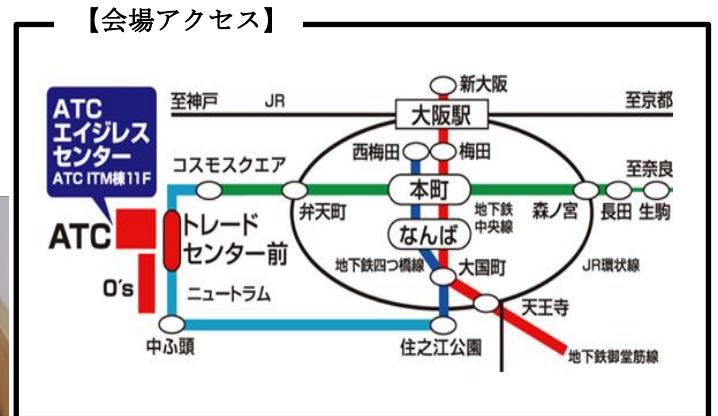 【会場アクセス】
新大阪
至神戸
JR
至京都
大阪駅
ATC
エイジレス
センター
ATC ITM棟11F
西梅田
梅田
コスモスクエア
至奈良
本町
弁天町
地下鉄
中央線
森ノ宮
長田
生駒
トレード
センター前
ATC
なんば
地下鉄四つ橋線
大国町
JR環状線
O's
ニュートラム
天王寺
中ふ頭
住之江公園
地下鉄御堂筋線